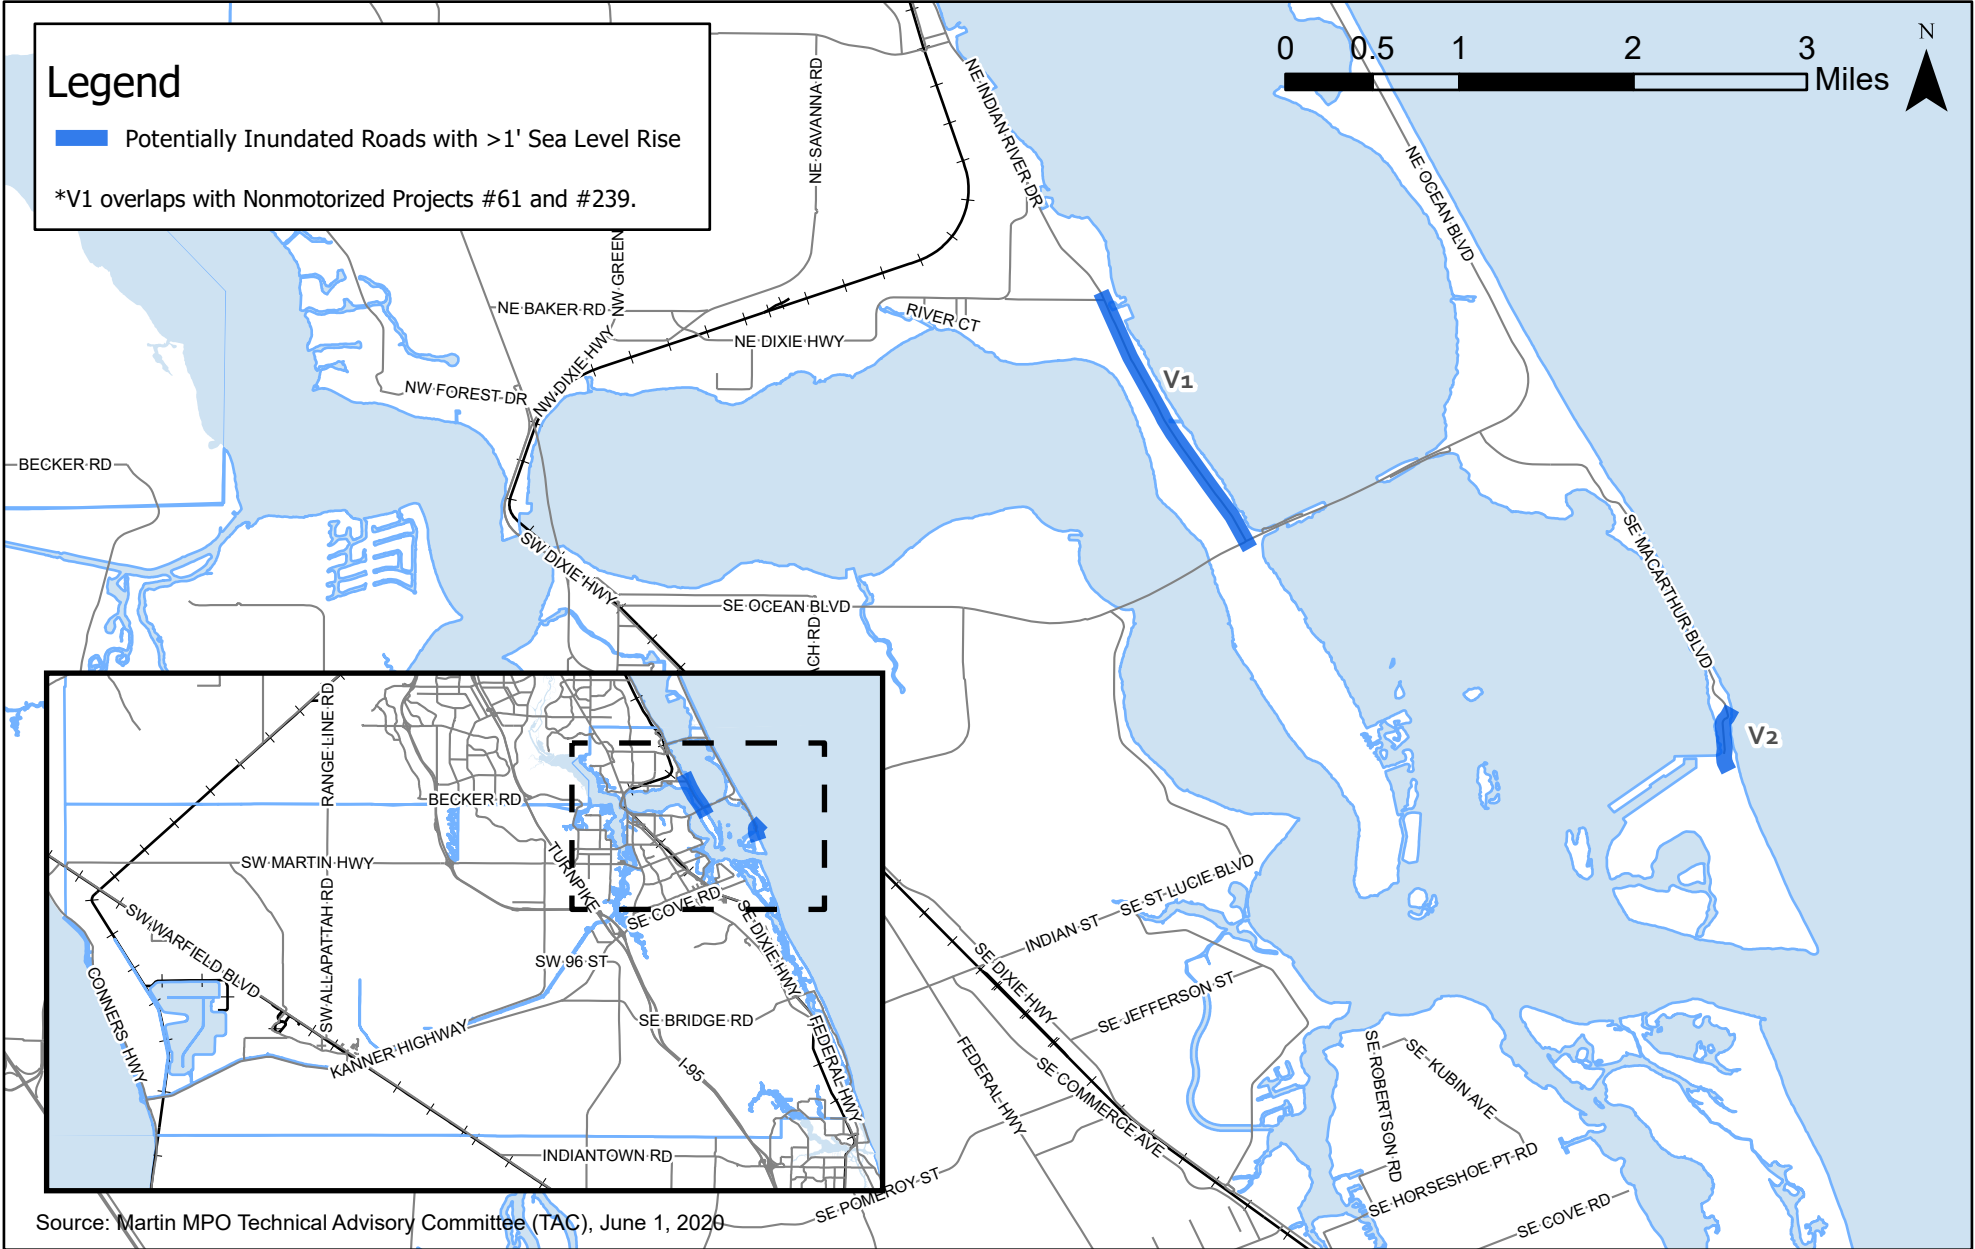 Legend
Potentially Inundated Roads with >1' Sea Level Rise
*V1 overlaps with Nonmotorized Projects #61 and #239.
0 0.5 1 2 3
Miles
N
NE SAVANNA RD
NE INDIAN RIVER DR
NE OCEAN BLVD
NW GREEN
NE BAKER RD
RIVER CT
NE DIXIE HWY
NW DIXIE HWY
NW FOREST DR
V1
BECKER RD
SW DIXIE HWY
SE OCEAN BLVD
ACH RD
SE MACARTHUR BLVD
V2
RANGE LINE RD
BECKER RD
SW MARTIN HWY
TURNPIKE
SW ALLAPATTAH RD
SE COVE RD
SW WARFIELD BLVD
SE DIXIE HWY
SW 96 ST
CONNERS HWY
SE BRIDGE RD
KANNER HIGHWAY
FEDERAL HWY
I-95
INDIANTOWN RD
SE ST LUCIE BLVD
INDIAN ST
SE DIXIE HWY
SE JEFFERSON ST
FEDERAL HWY
SE COMMERCE AVE
SE ROBERTSON RD
SE KUBIN AVE
SE HORSESHOE PT RD
SE POMEROY ST
SE COVE RD
Source: Martin MPO Technical Advisory Committee (TAC), June 1, 2020